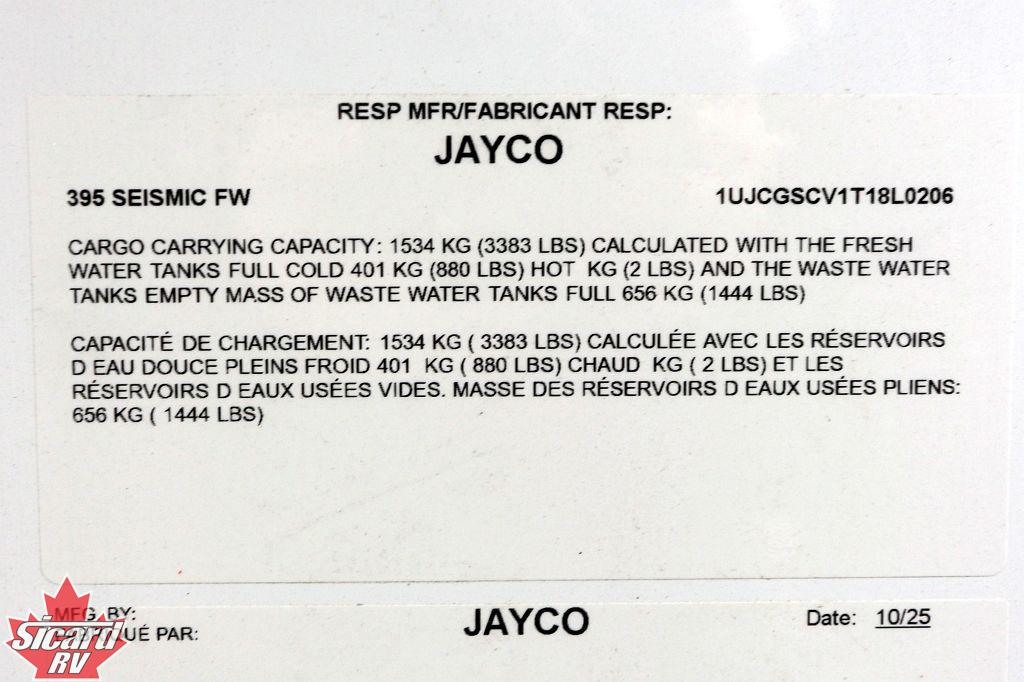 RESP MFR/FABRICANT RESP:
JAYCO
395 SEISMIC FW 1UJCGSCV1T18L0206
CARGO CARRYING CAPACITY: 1534 KG (3383 LBS) CALCULATED WITH THE FRESH
WATER TANKS FULL COLD 401 KG (880 LBS) HOT KG (2 LBS) AND THE WASTE WATER
TANKS EMPTY MASS OF WASTE WATER TANKS FULL 656 KG (1444 LBS)
CAPACITÉ DE CHARGEMENT: 1534 KG ( 3383 LBS) CALCULÉE AVEC LES RÉSERVOIRS
D EAU DOUCE PLEINS FROID 401 KG ( 880 LBS) CHAUD KG ( 2 LBS) ET LES
RÉSERVOIRS D EAUX USÉES VIDES. MASSE DES RÉSERVOIRS D EAUX USÉES PLIENS:
656 KG ( 1444 LBS)
MFG. BY: JAYCO Date: 10/25
PAR:
Sicard
RV